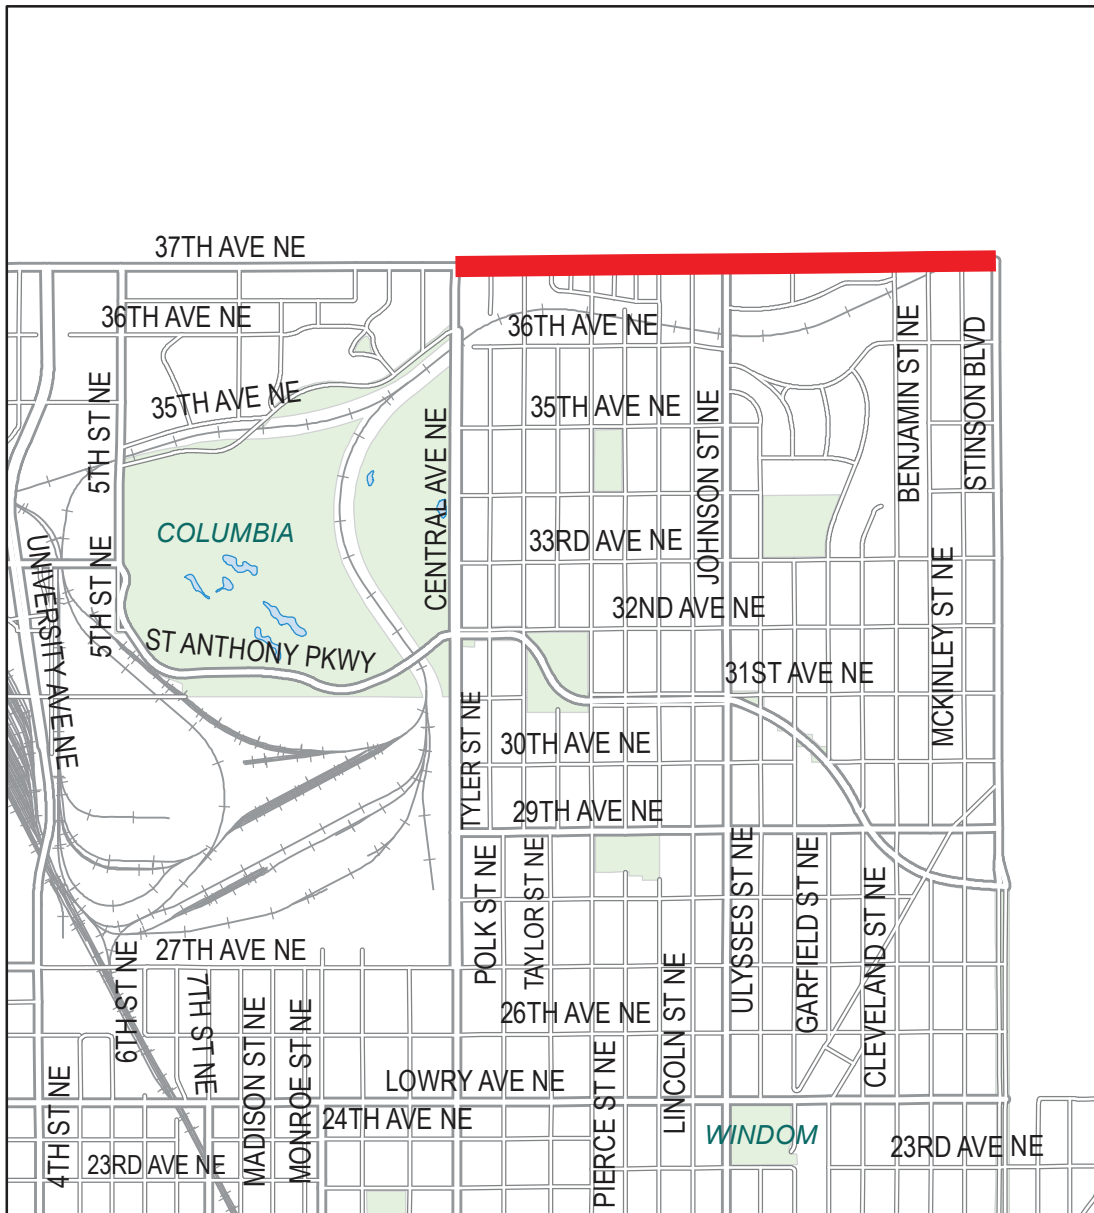 37TH AVE NE
36TH AVE NE
36TH AVE NE
35TH AVE NE
35TH AVE NE
5TH ST NE
CENTRAL AVE NE
JOHNSON ST NE
BENJAMIN ST NE
STINSON BLVD
COLUMBIA
33RD AVE NE
5TH ST NE
UNIVERSITY AVE NE
32ND AVE NE
ST ANTHONY PKWY
31ST AVE NE
MCKINLEY ST NE
TYLER ST NE
30TH AVE NE
29TH AVE NE
POLK ST NE
TAYLOR ST NE
ULYSSES ST NE
GARFIELD ST NE
CLEVELAND ST NE
27TH AVE NE
6TH ST NE
7TH ST NE
MADISON ST NE
MONROE ST NE
26TH AVE NE
LINCOLN ST NE
PIERCE ST NE
LOWRY AVE NE
4TH ST NE
24TH AVE NE
WINDOM
23RD AVE NE
23RD AVE NE